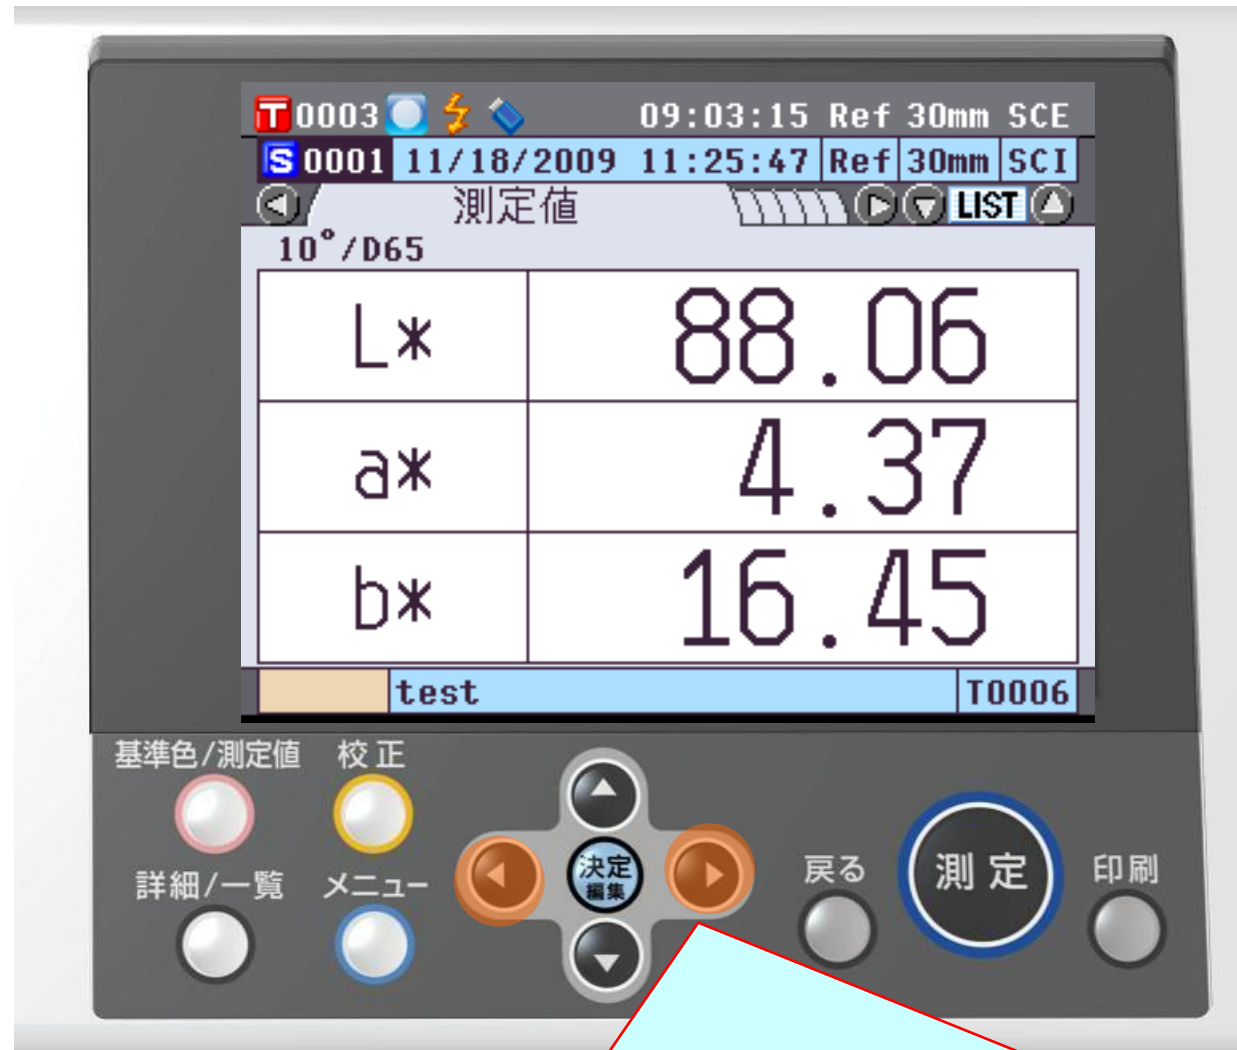 T 0003 09:03:15 Ref 30mm SCE
S 0001 11/18/2009 11:25:47 Ref 30mm SCI
測定値 LIST
10°/D65
L* 88.06
a* 4.37
b* 16.45
test T0006
基準色/測定値 校正
詳細/一覧 メニュー
決定
編集
戻る
測定
印刷